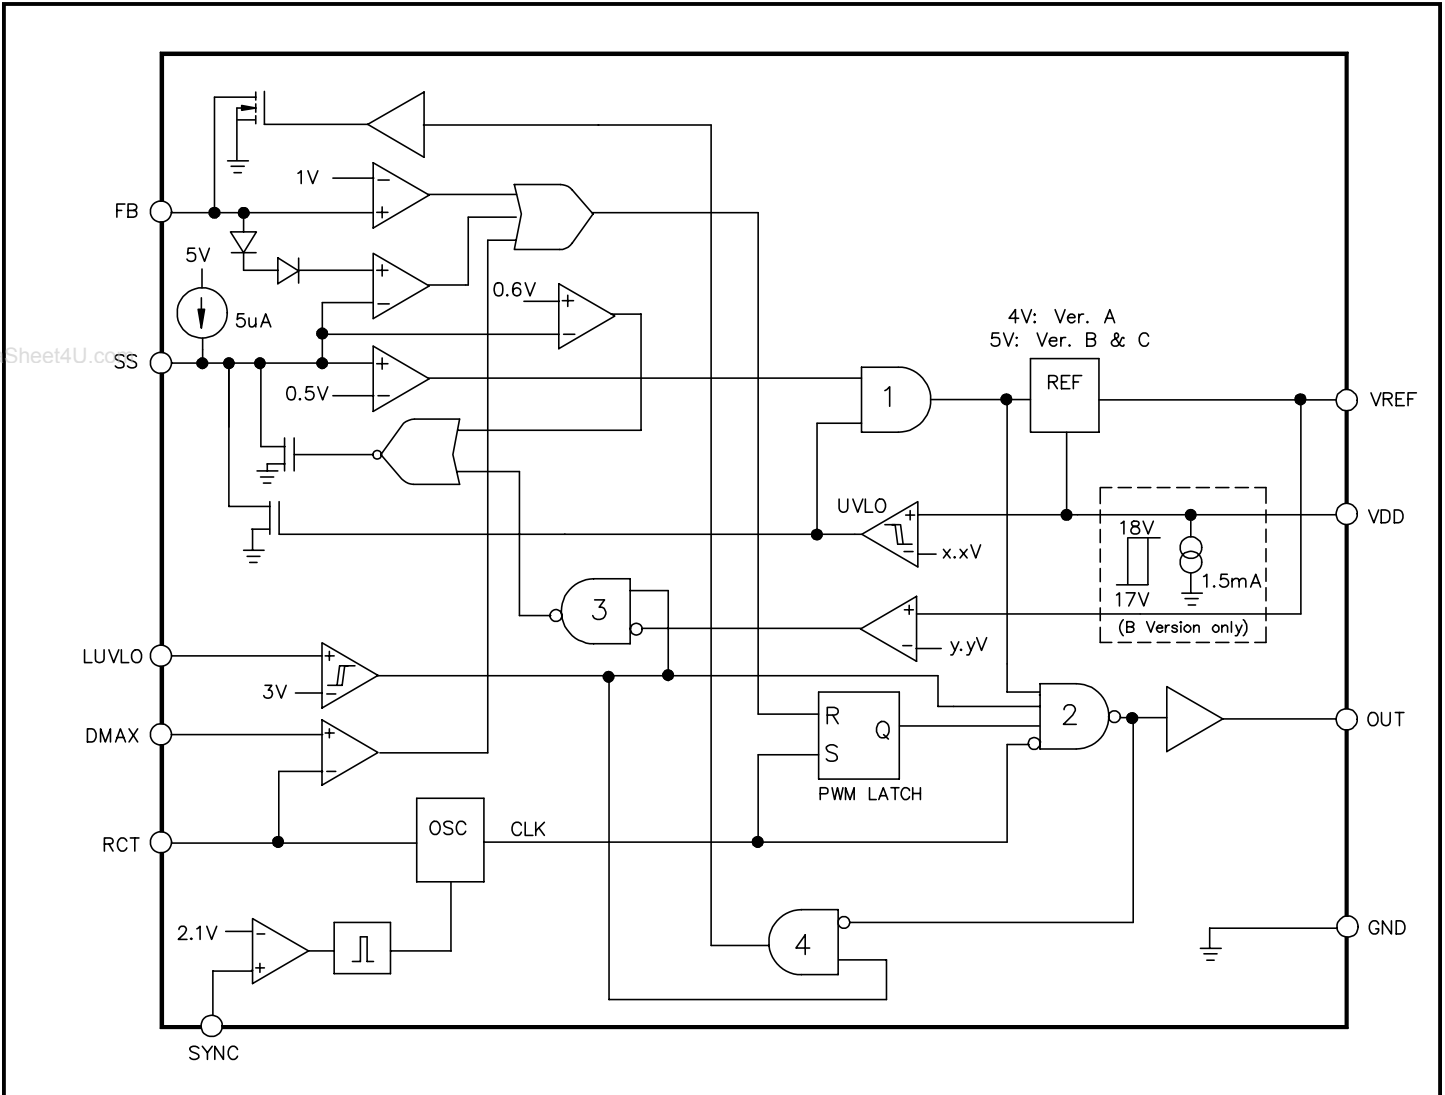 1V
FB
5V
5uA
0.6V
Sheet4U.com
SS
0.5V
4V: Ver. A
5V: Ver. B & C
REF
1
VREF
UVLO
x.xV
VDD
18V
17V
1.5mA
(B Version only)
3
y.yV
LUVLO
3V
DMAX
R
S
Q
PWM LATCH
2
OUT
RCT
OSC
CLK
2.1V
4
GND
SYNC